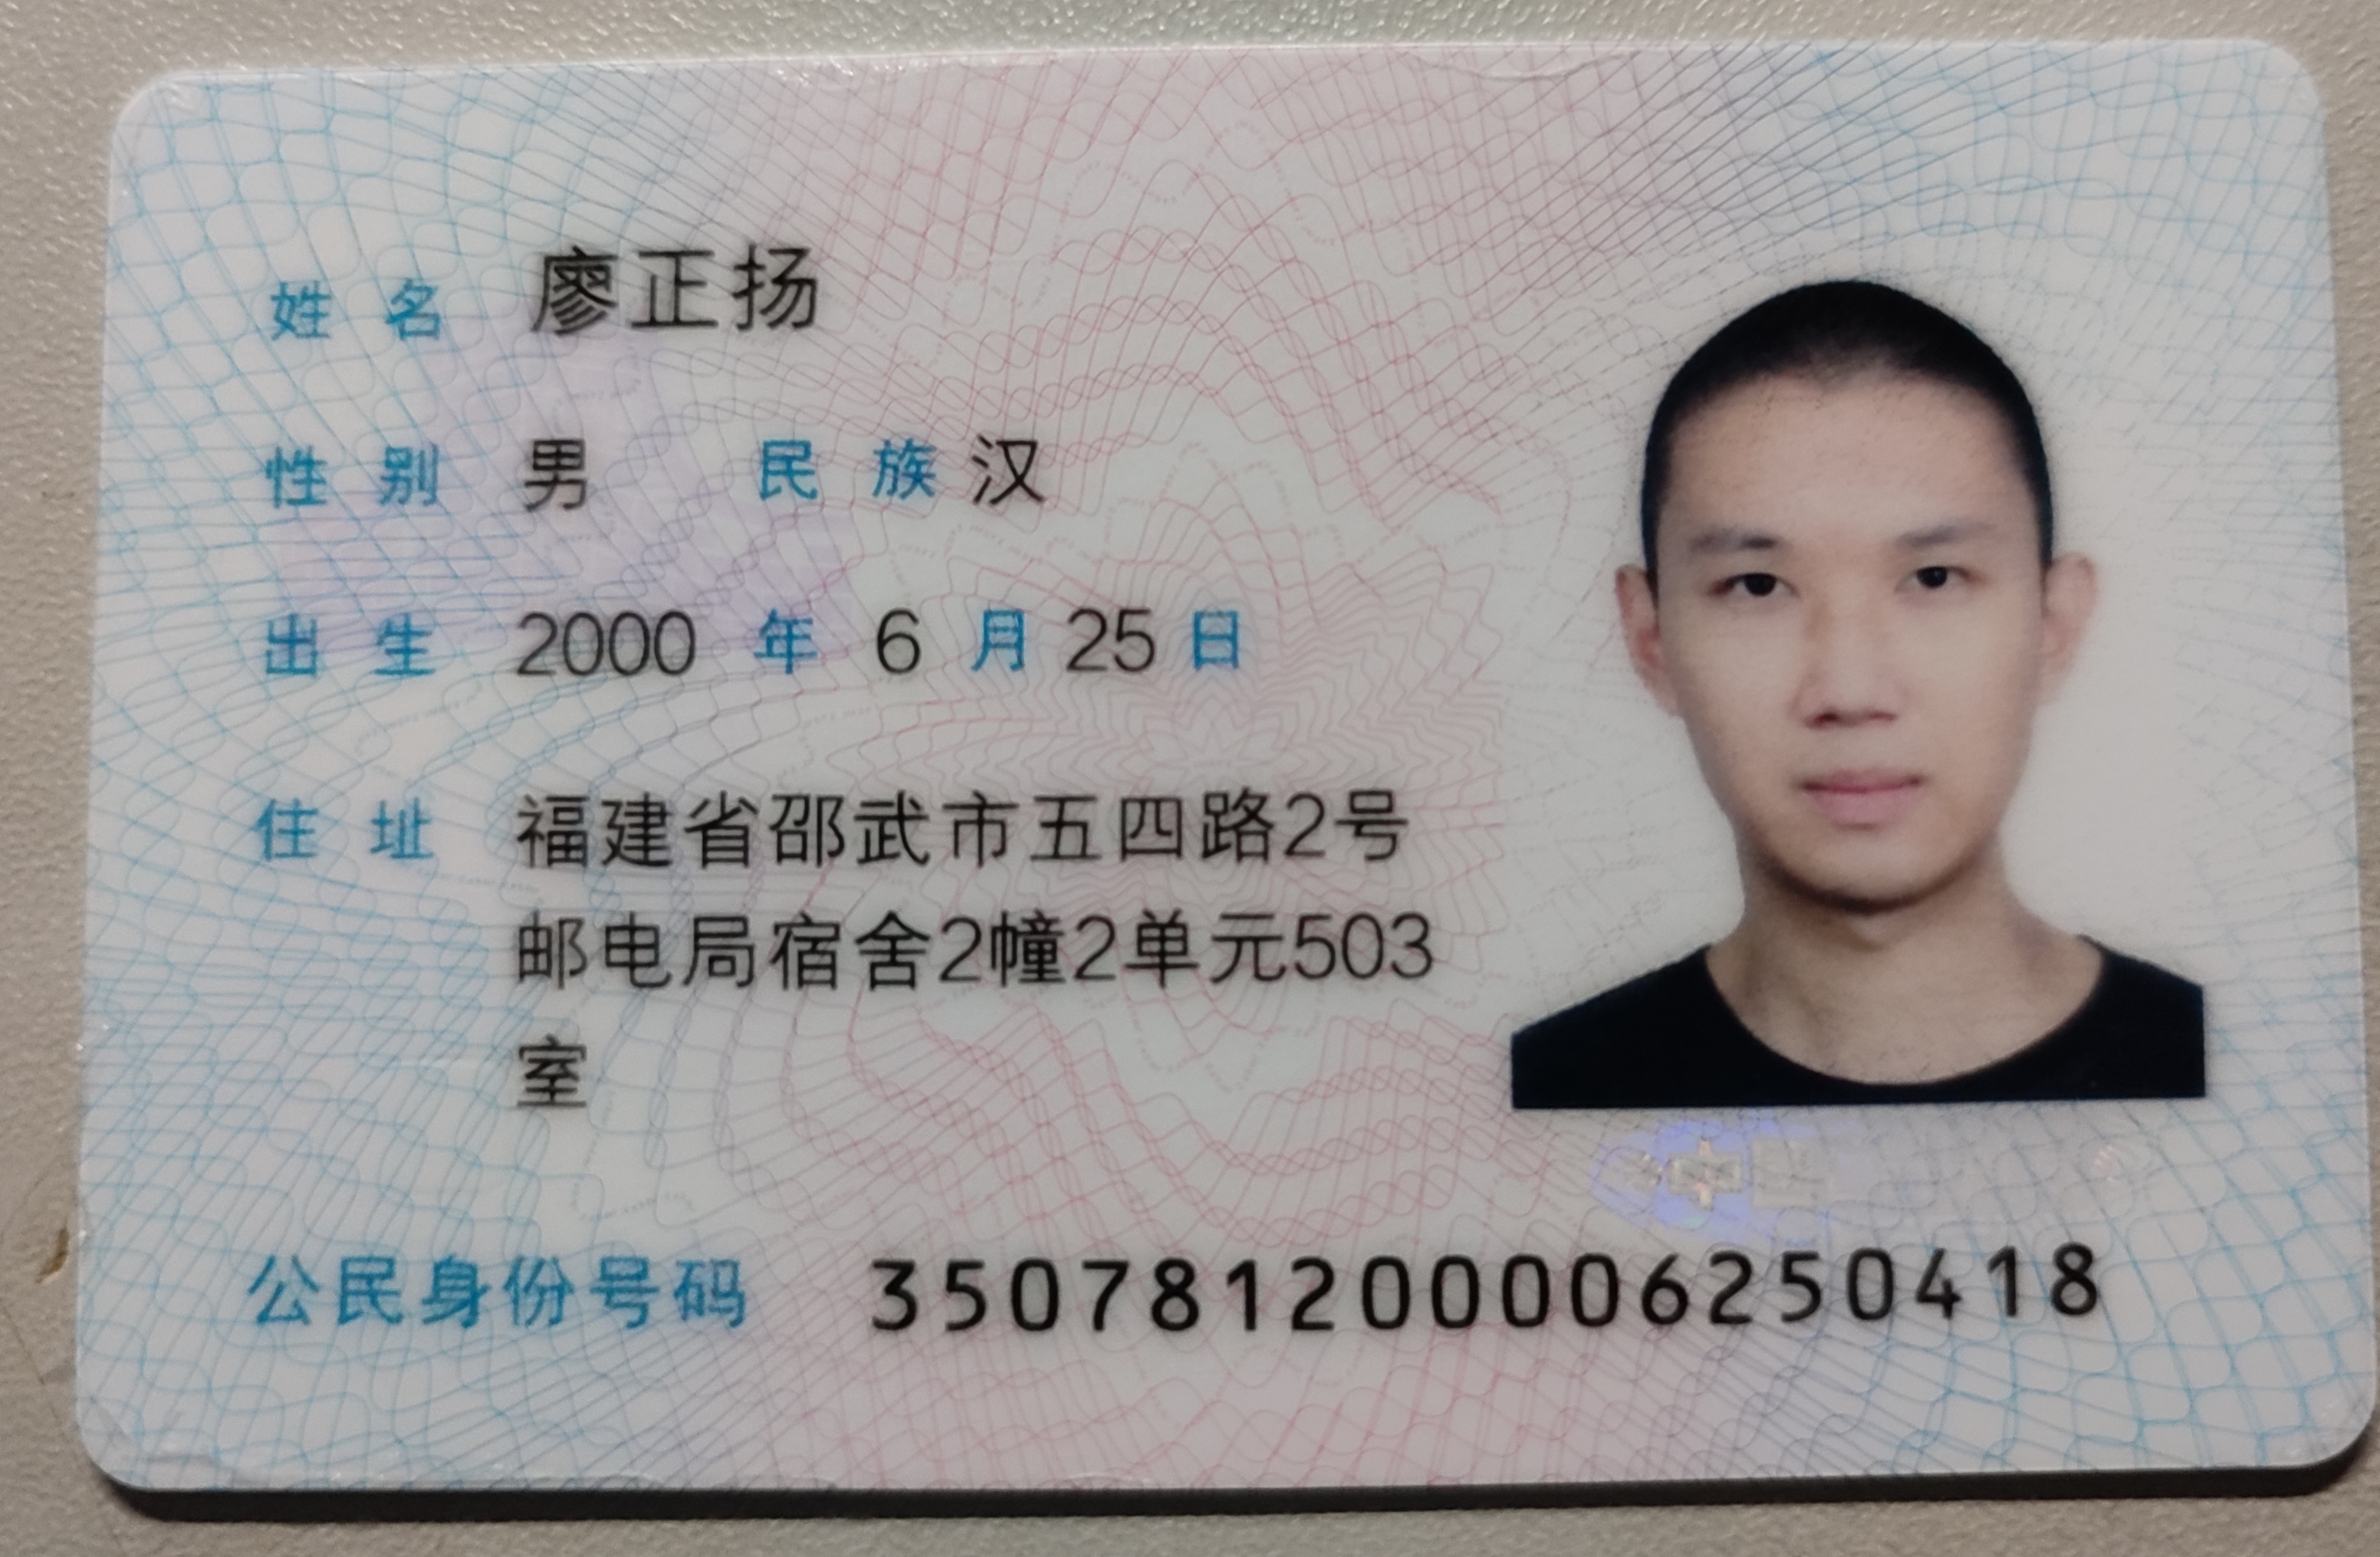 姓名 廖正扬
性别 男 民族 汉
出生 2000 年 6 月 25 日
住址 福建省邵武市五四路2号
邮电局宿舍2幢2单元503
室
公民身份号码 350781200006250418